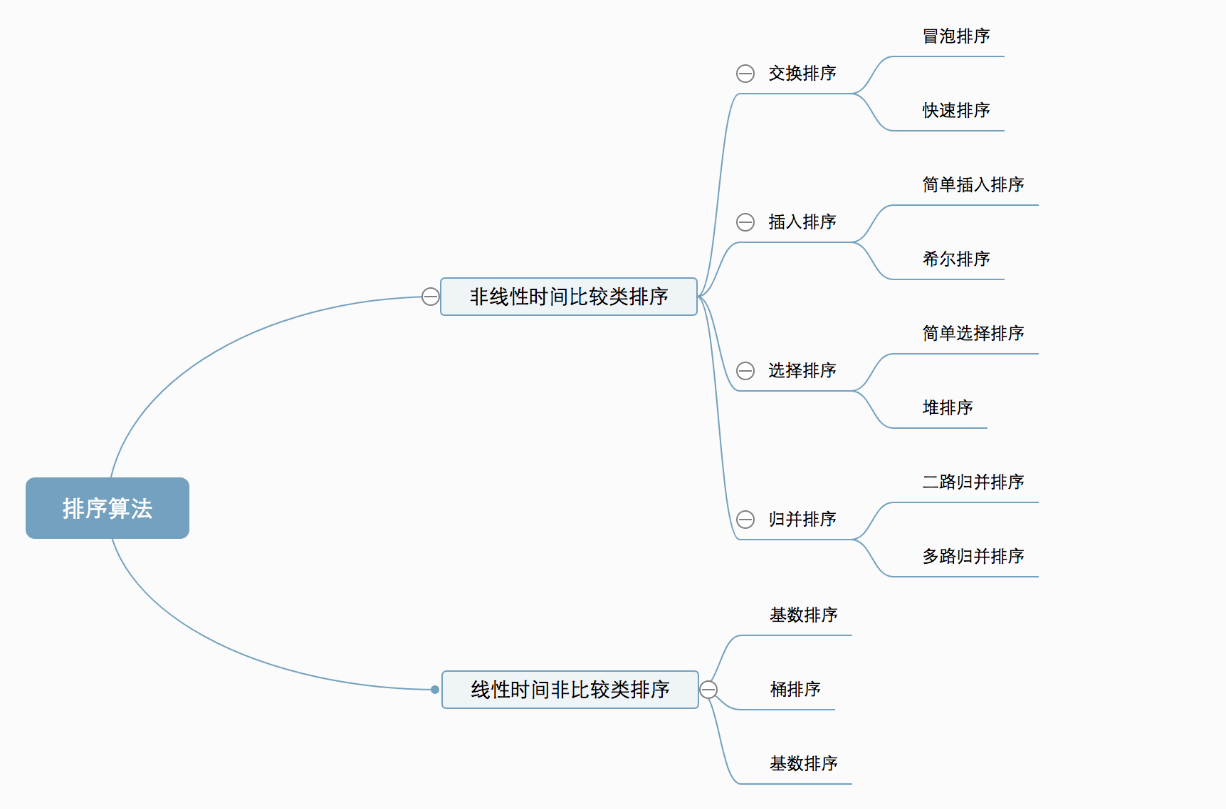 排序算法
非线性时间比较类排序
交换排序
冒泡排序
快速排序
插入排序
简单插入排序
希尔排序
选择排序
简单选择排序
堆排序
归并排序
二路归并排序
多路归并排序
线性时间非比较类排序
基数排序
桶排序
基数排序